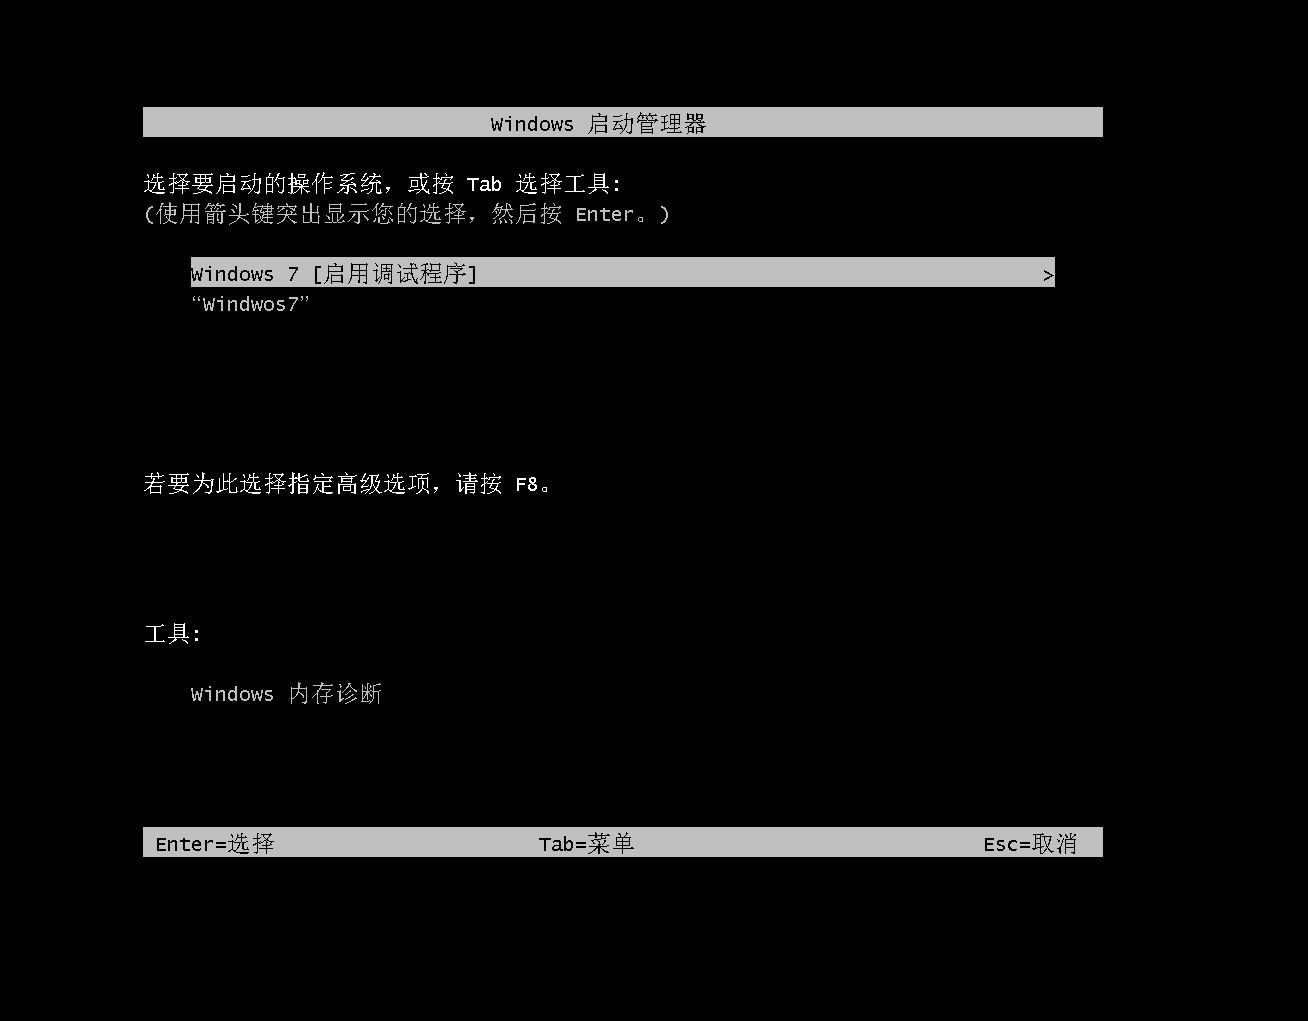 Windows 启动管理器
选择要启动的操作系统，或按 Tab 选择工具:
(使用箭头键突出显示您的选择，然后按 Enter。)
Windows 7 [启用调试程序] >
“Windwos7”
若要为此选择指定高级选项，请按 F8。
工具:
Windows 内存诊断
Enter=选择 Tab=菜单 Esc=取消